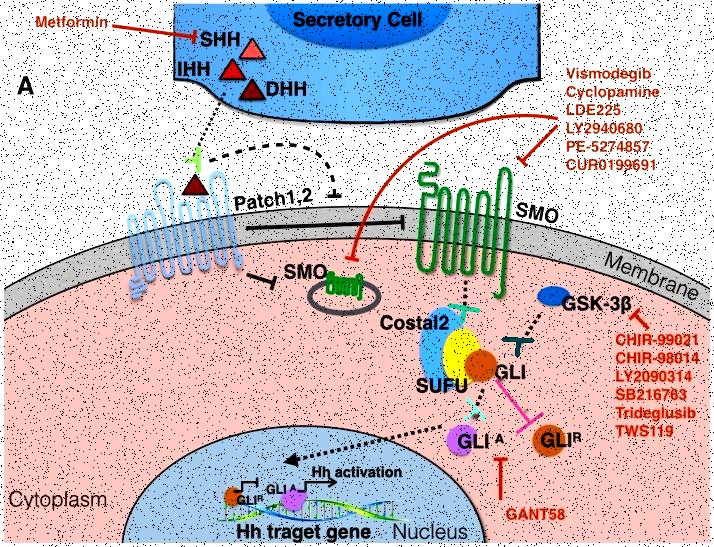 Secretory Cell
Metformin
SHH
IHH
DHH
A
Vismodegib
Cyclopamine
LDE225
LY2940680
PE-5274857
CUR0199691
Patch1,2
SMO
Membrane
SMO
GSK-3β
Costal2
SUFU
GLI
CHIR-99021
CHIR-98014
LY2090314
SB216763
Trideglusib
TWS119
GLI A
GLIR
Hh activation
GLIR
GLI A
Cytoplasm
GANT58
Hh traget gene
Nucleus